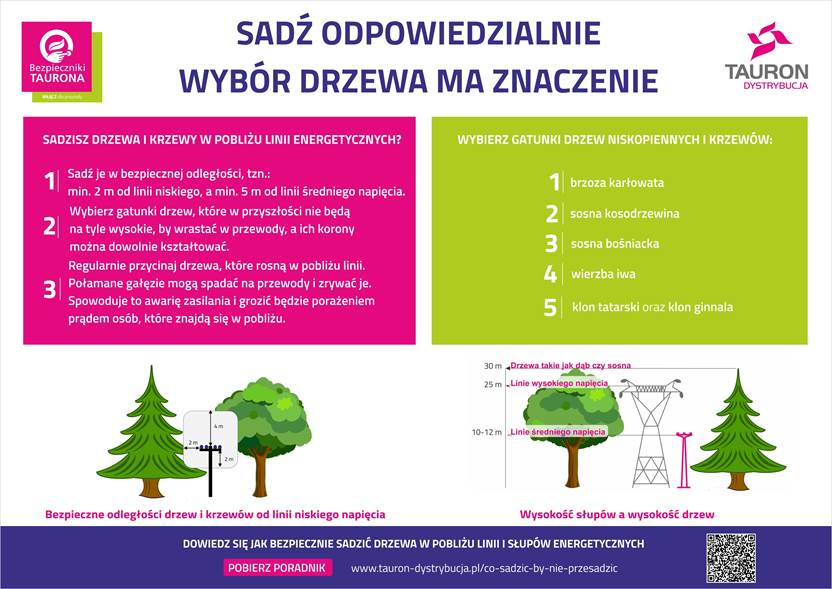 SADŹ ODPOWIEDZIALNIE
WYBÓR DRZEWA MA ZNACZENIE
Bezpieczniki
TAURONA
TAURON
DYSTRYBUCJA
SADZISZ DRZEWA I KRZEWY W POBLIŻU LINII ENERGETYCZNYCH?
1 Sadź je w bezpiecznej odległości, tzn.:
min. 2 m od linii niskiego, a min. 5 m od linii średniego napięcia.
2 Wybierz gatunki drzew, które w przyszłości nie będą
na tyle wysokie, by wrastać w przewody, a ich korony
można dowolnie kształtować.
3 Regularnie przycinaj drzewa, które rosną w pobliżu linii.
Połamane gałęzie mogą spadać na przewody i zrywać je.
Spowoduje to awarię zasilania i grozić będzie porażeniem
prądem osób, które znajdą się w pobliżu.
WYBIERZ GATUNKI DRZEW NISKOPIENNYCH I KRZEWÓW:
1 brzoza karłowata
2 sosna kosodrzewina
3 sosna bośniacka
4 wierzba iwa
5 klon tatarski oraz klon ginnala
4 m
2 m
2 m
Bezpieczne odległości drzew i krzewów od linii niskiego napięcia
30 m Drzewa takie jak dąb czy sosna
25 m Linie wysokiego napięcia
10-12 m Linie średniego napięcia
Wysokość słupów a wysokość drzew
DOWIEDZ SIĘ JAK BEZPIECZNIE SADZIĆ DRZEWA W POBLIŻU LINII I SŁUPÓW ENERGETYCZNYCH
POBIERZ PORADNIK www.tauron-dystrybucja.pl/co-sadzic-by-nie-przesadzic